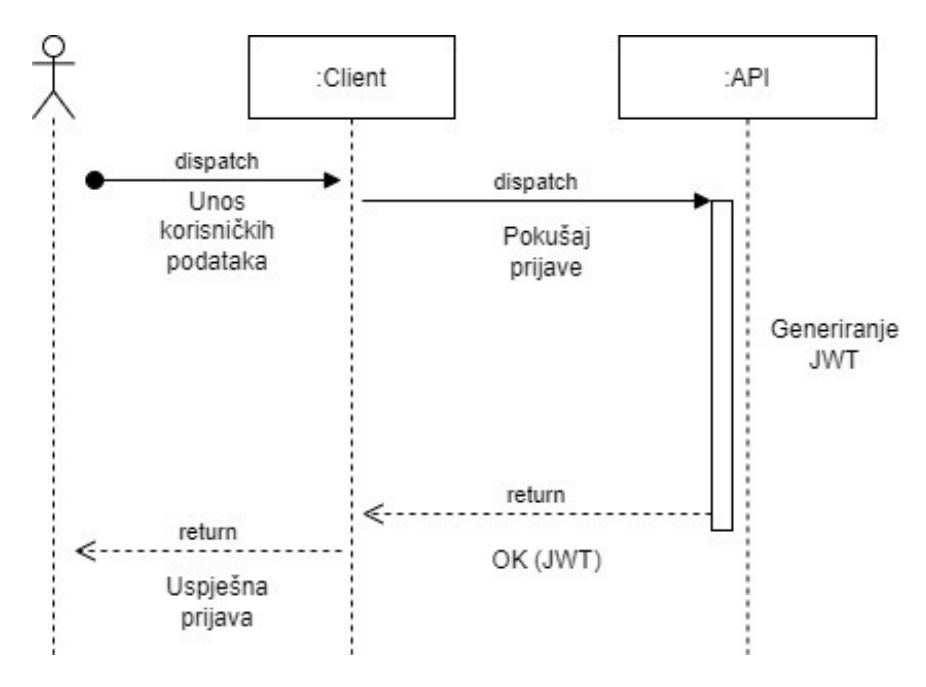 :Client
:API
dispatch
Unos
korisničkih
podataka
dispatch
Pokušaj
prijave
Generiranje
JWT
return
OK (JWT)
return
Uspješna
prijava